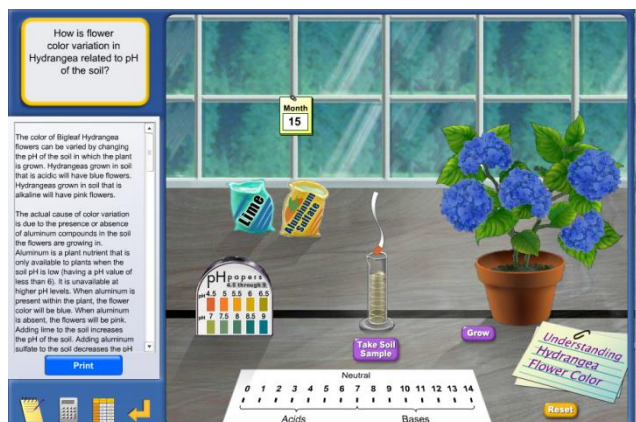 How is flower
color variation in
Hydrangea related to pH
of the soil?
The color of Bigleaf Hydrangea
flowers can be varied by changing
the pH of the soil in which the plant
is grown. Hydrangeas grown in soil
that is acidic will have blue flowers.
Hydrangeas grown in soil that is
alkaline will have pink flowers.
The actual cause of color variation
is due to the presence or absence
of aluminum compounds in the soil
the flowers are growing in.
Aluminum is a plant nutrient that is
only available to plants when the
soil pH is low (having a pH value of
less than 6). It is unavailable at
higher pH levels. When aluminum is
present within the plant, the flower
color will be blue. When aluminum
is absent, the flowers will be pink.
Adding lime to the soil increases
the pH of the soil. Adding aluminum
sulfate to the soil decreases the pH
Print
Month
15
Lime
Aluminum
Sulfate
pH papers
4.5 through 9
pH 4.5 5 5.5 6 6.5
pH 7 7.5 8 8.5 9
Take Soil
Sample
Grow
Understanding
Hydrangea
Flower Color
Reset
Neutral
0 1 2 3 4 5 6 7 8 9 10 11 12 13 14
Acids Bases